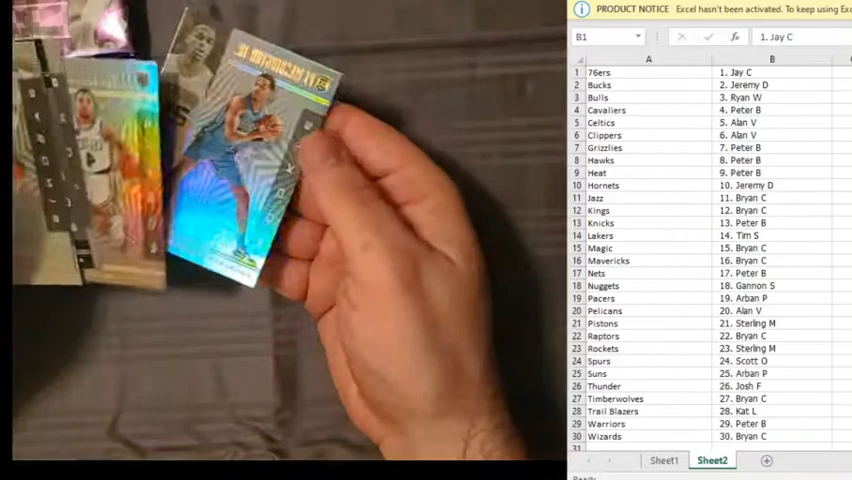 PRODUCT NOTICE Excel hasn't been activated. To keep using Exc
B1
1. Jay C
A B
1 76ers 1. Jay C
2 Bucks 2. Jeremy D
3 Bulls 3. Ryan W
4 Cavaliers 4. Peter B
5 Celtics 5. Alan V
6 Clippers 6. Alan V
7 Grizzlies 7. Peter B
8 Hawks 8. Peter B
9 Heat 9. Peter B
10 Hornets 10. Jeremy D
11 Jazz 11. Bryan C
12 Kings 12. Bryan C
13 Knicks 13. Peter B
14 Lakers 14. Tim S
15 Magic 15. Bryan C
16 Mavericks 16. Bryan C
17 Nets 17. Peter B
18 Nuggets 18. Gannon S
19 Pacers 19. Arban P
20 Pelicans 20. Alan V
21 Pistons 21. Sterling M
22 Raptors 22. Bryan C
23 Rockets 23. Sterling M
24 Spurs 24. Scott O
25 Suns 25. Arban P
26 Thunder 26. Josh F
27 Timberwolves 27. Bryan C
28 Trail Blazers 28. Kat L
29 Warriors 29. Peter B
30 Wizards 30. Bryan C
31
Sheet1 Sheet2
Ready